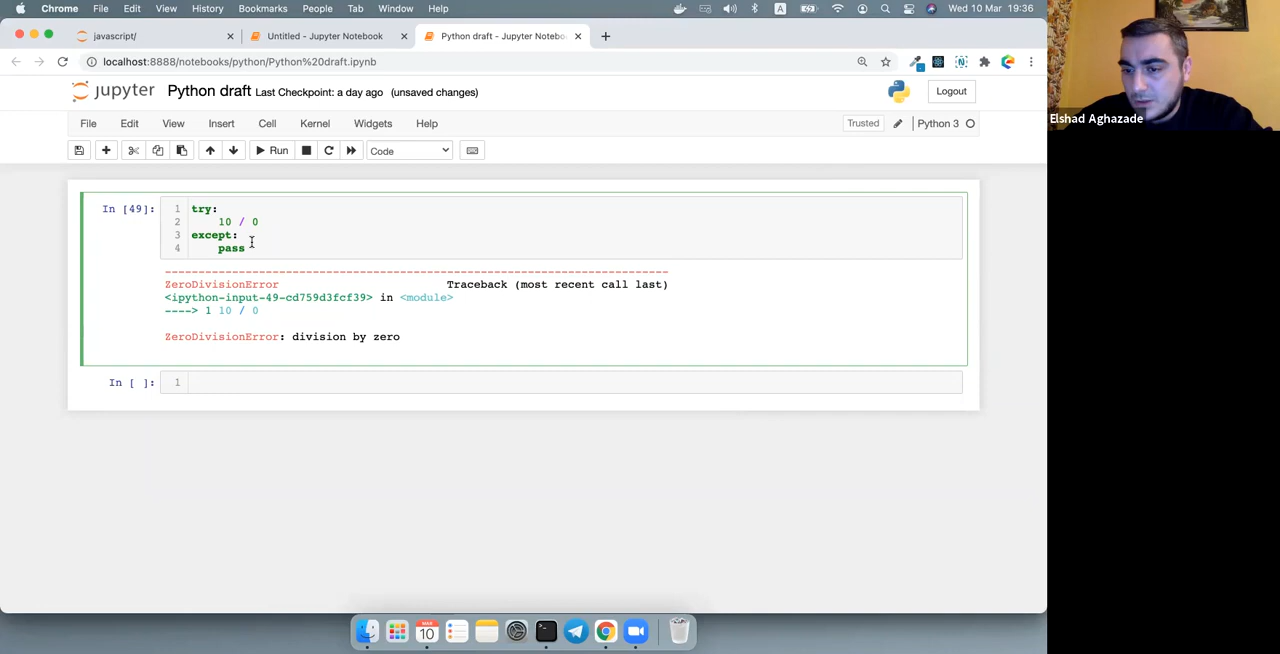 Chrome File Edit View History Bookmarks People Tab Window Help A Wed 10 Mar 19:36
javascript/ Untitled - Jupyter Notebook Python draft - Jupyter Notebo
localhost:8888/notebooks/python/Python%20draft.ipynb
jupyter Python draft Last Checkpoint: a day ago (unsaved changes) Logout
File Edit View Insert Cell Kernel Widgets Help Trusted Python 3
Run Code
In [49]: 1 try:
2 10 / 0
3 except:
4 pass
---------------------------------------------------------------------------
ZeroDivisionError Traceback (most recent call last)
<ipython-input-49-cd759d3fcf39> in <module>
----> 1 10 / 0
ZeroDivisionError: division by zero
In [ ]: 1
Elshad Aghazade
MAR
10